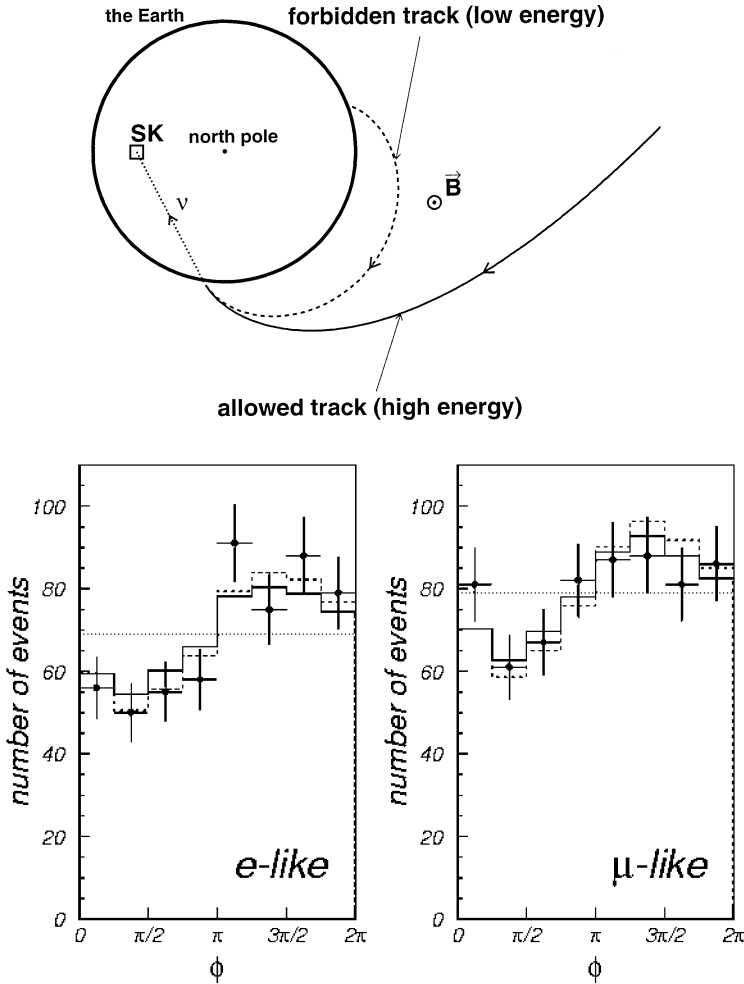 the Earth
forbidden track (low energy)
SK
north pole
ν
B
allowed track (high energy)
number of events
100
80
60
40
20
0
e-like
0 π/2 π 3π/2 2π
ϕ
number of events
100
80
60
40
20
0
μ-like
0 π/2 π 3π/2 2π
ϕ